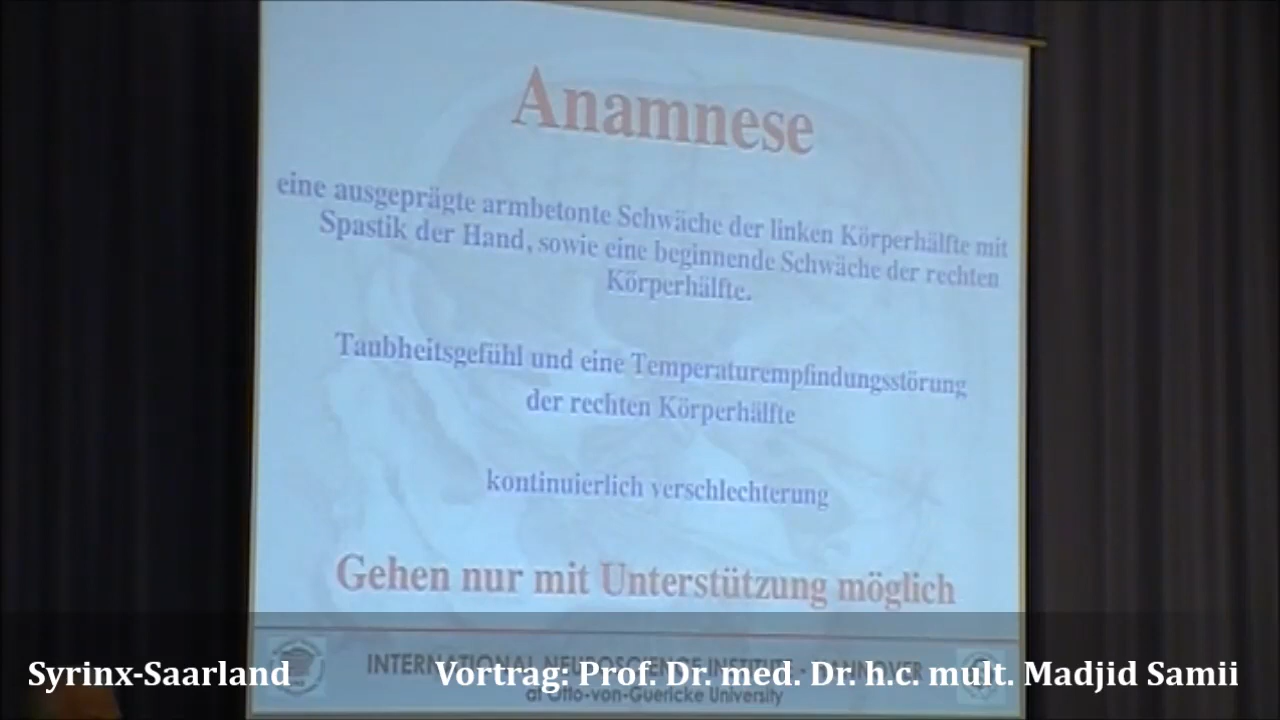 Anamnese
eine ausgeprägte armbetonte Schwäche der linken Körperhälfte mit
Spastik der Hand, sowie eine beginnende Schwäche der rechten
Körperhälfte.
Taubheitsgefühl und eine Temperaturempfindungsstörung
der rechten Körperhälfte
kontinuierlich verschlechterung
Gehen nur mit Unterstützung möglich
INTERNATIONAL NEUROSCIENCE INSTITUTE - HANNOVER
at Otto-von-Guericke University
Syrinx-Saarland
Vortrag: Prof. Dr. med. Dr. h.c. mult. Madjid Samii